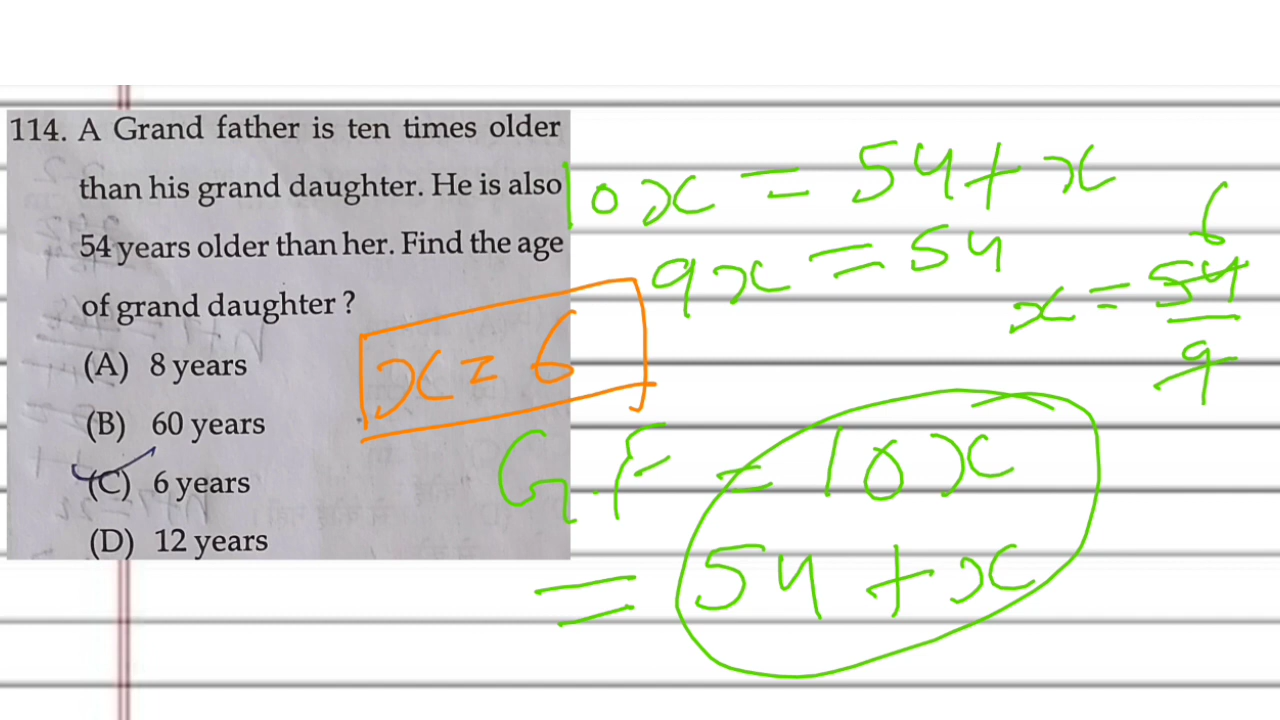 114. A Grand father is ten times older
than his grand daughter. He is also
54 years older than her. Find the age
of grand daughter ?
(A) 8 years
(B) 60 years
(C) 6 years
(D) 12 years
10x = 54+x
9x = 54
x = 54/9
6
x = 6
G.F = 10x
= 54+x